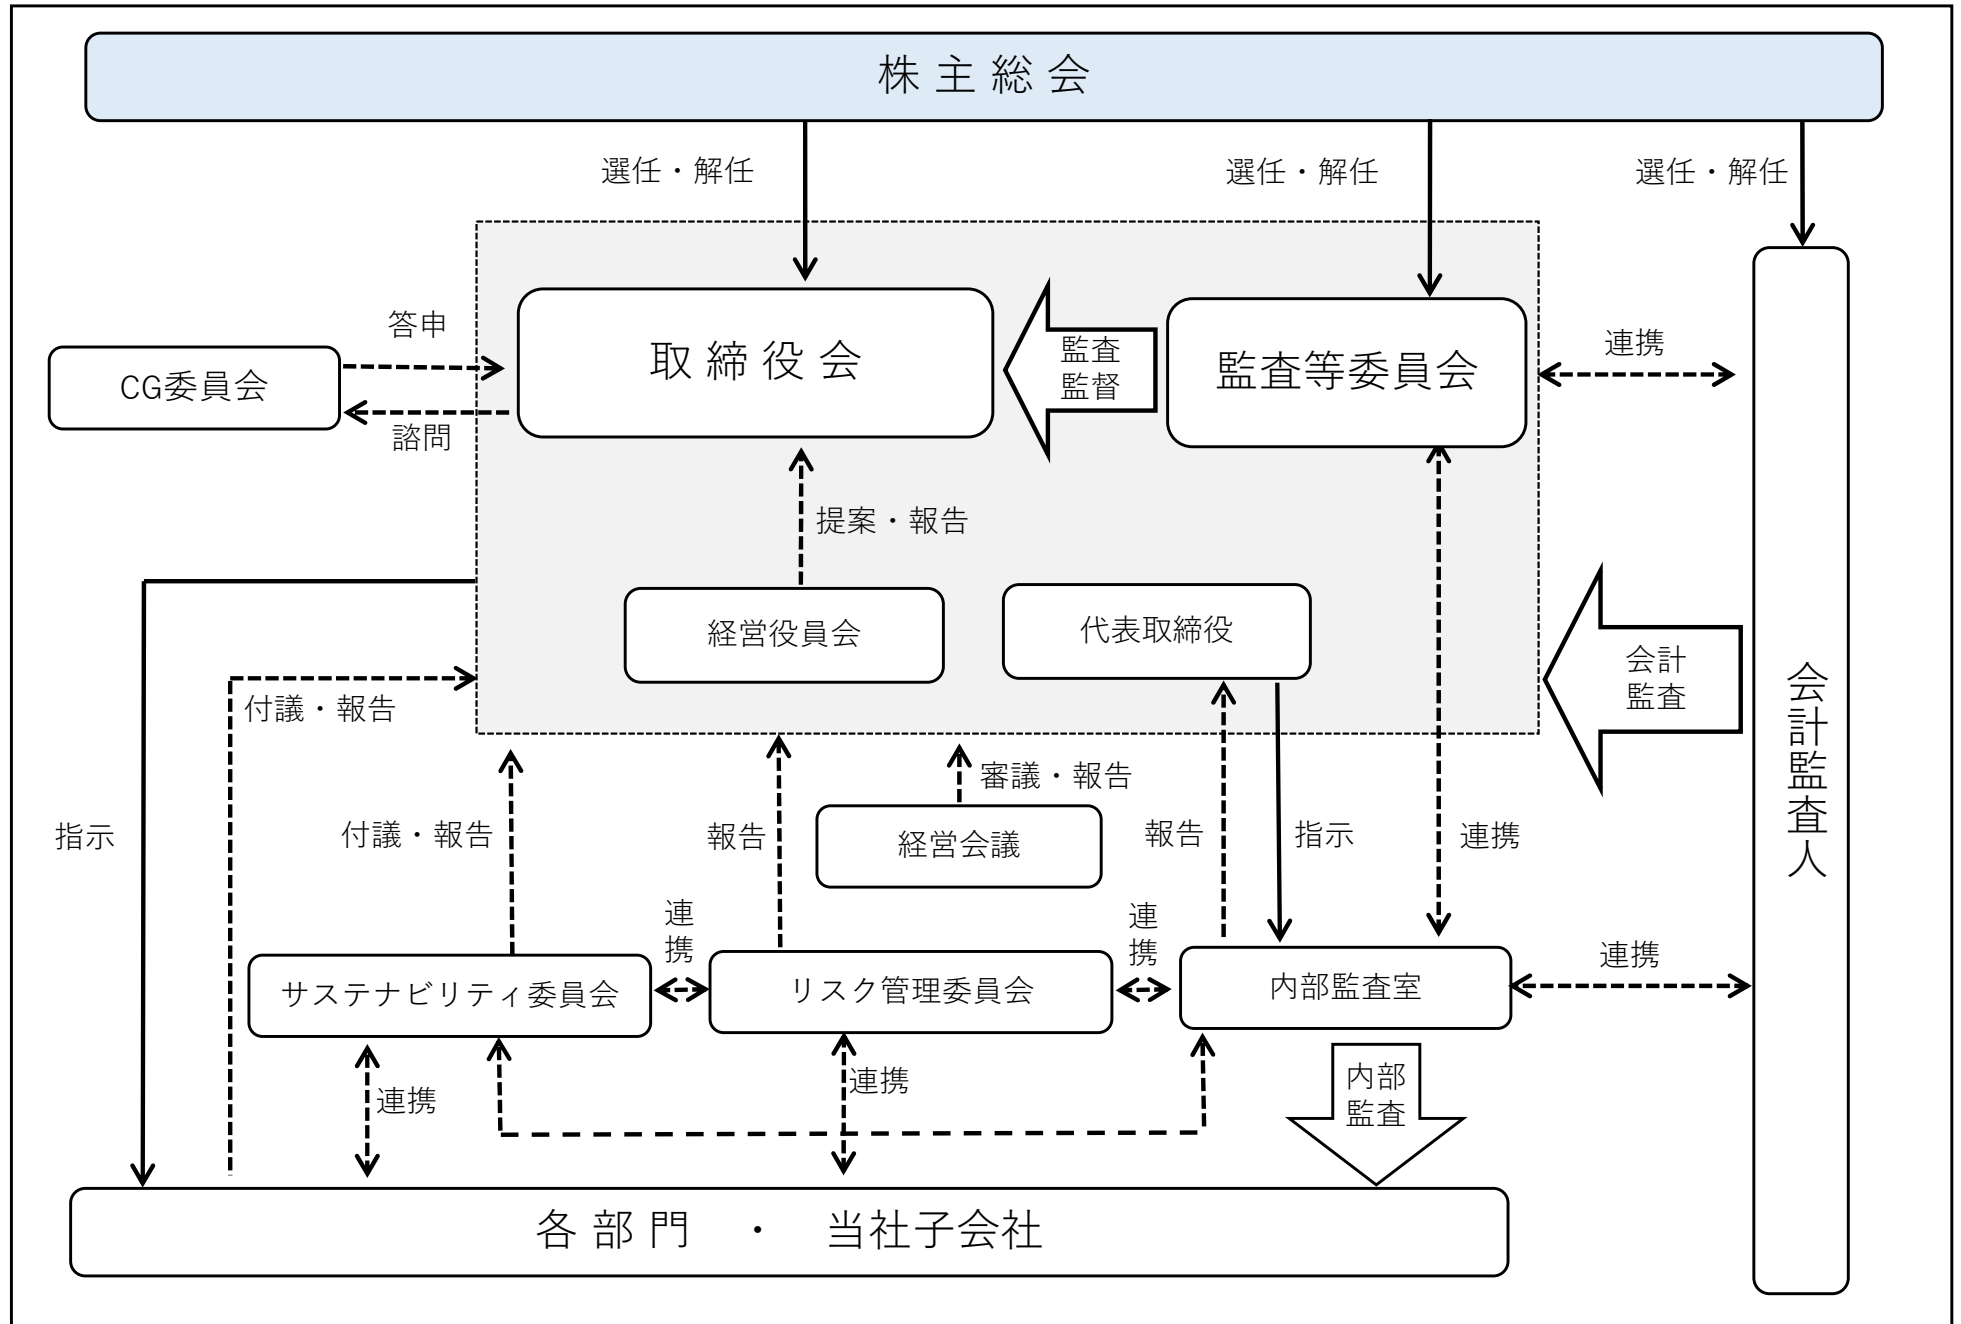 株主総会
選任・解任
選任・解任
選任・解任
答申
CG委員会
諮問
取締役会
監査
監督
監査等委員会
連携
提案・報告
経営役員会
代表取締役
会計
監査
会計監査人
付議・報告
指示
付議・報告
報告
審議・報告
経営会議
報告
指示
連携
連
携
連
携
サステナビリティ委員会
リスク管理委員会
内部監査室
連携
連携
連携
内部
監査
各部門 ・ 当社子会社